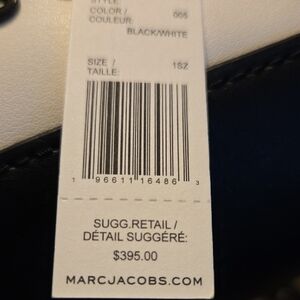 STYLE
COLOR / 005
COULEUR:
BLACK/WHITE
SIZE / 1SZ
TAILLE:
1 96611 16486 3
SUGG.RETAIL /
DÉTAIL SUGGÉRÉ:
$395.00
MARCJACOBS.COM